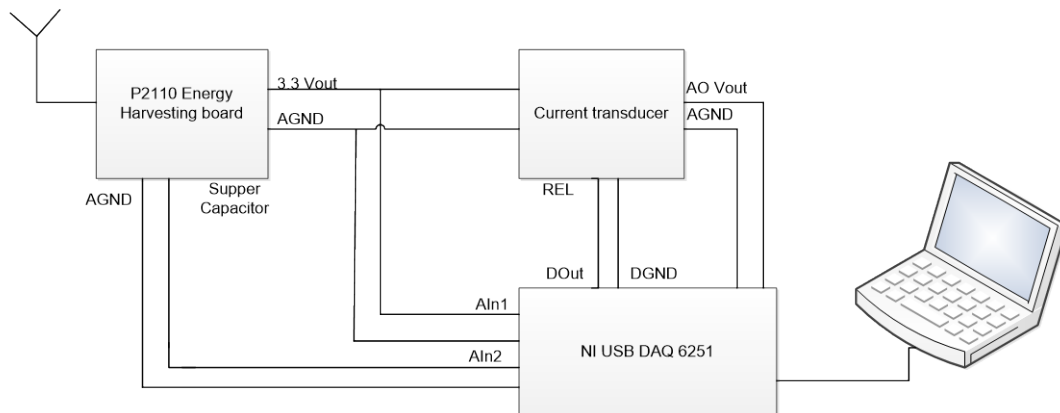 P2110 Energy
Harvesting board
3.3 Vout
AGND
Current transducer
AO Vout
AGND
AGND
Supper
Capacitor
REL
DOut
DGND
AIn1
AIn2
NI USB DAQ 6251